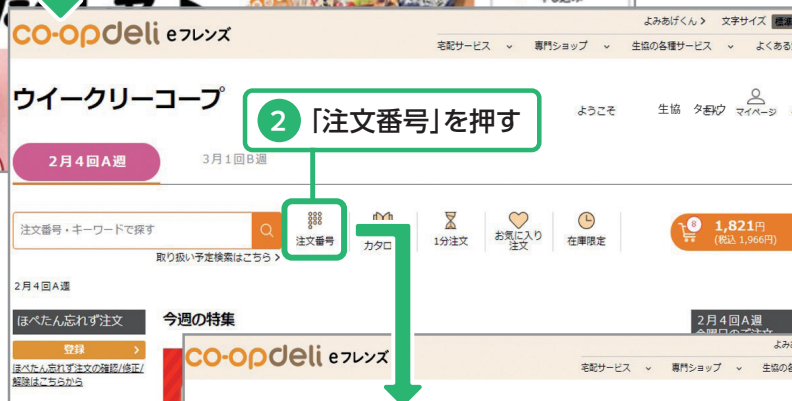 よみあげくん 文字サイズ 標準
co-opdeli eフレンズ
宅配サービス 専門ショップ 生協の各種サービス よくある
ウイークリーコープ
2 「注文番号」を押す
ようこそ 生協 マイページ
2月4回A週 3月1回B週
注文番号・キーワードで探す
注文番号 カタロ 1分注文 お気に入り注文 在庫限定
8 1,821円
(税込 1,966円)
取り扱い予定検索はこちら
2月4回A週
ほぺたん忘れず注文 今週の特集 2月4回A週
登録
ほぺたん忘れず注文の確認/修正/
解除はこちらから
co-opdeli eフレンズ
宅配サービス 専門ショップ 生協の各